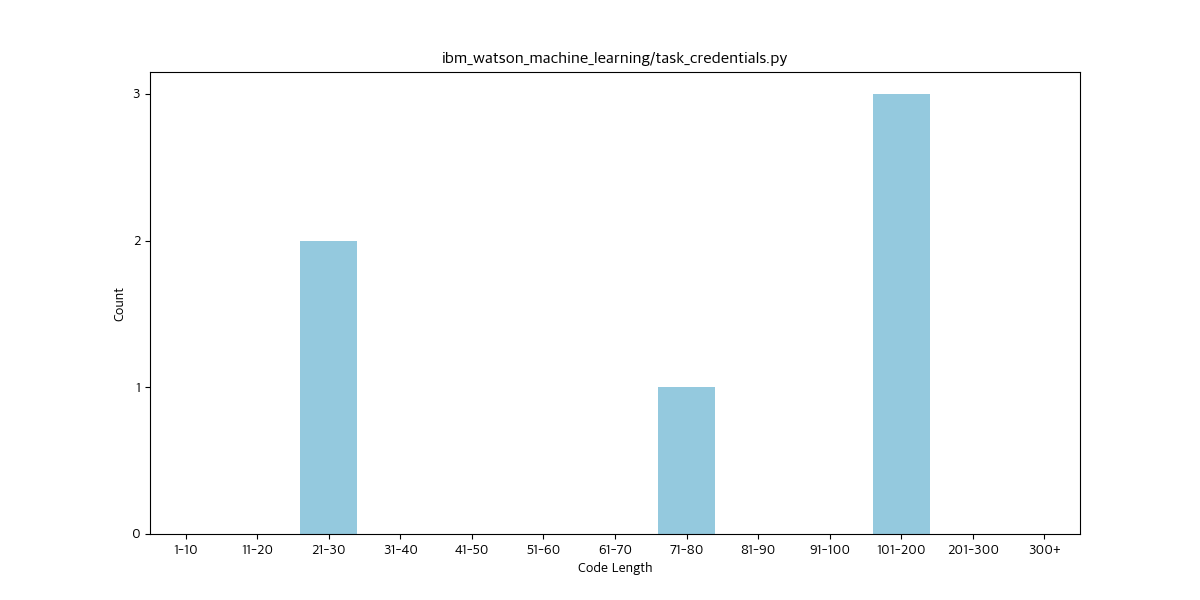 ibm_watson_machine_learning/task_credentials.py
3
2
1
0
Count
1-10 11-20 21-30 31-40 41-50 51-60 61-70 71-80 81-90 91-100 101-200 201-300 300+
Code Length